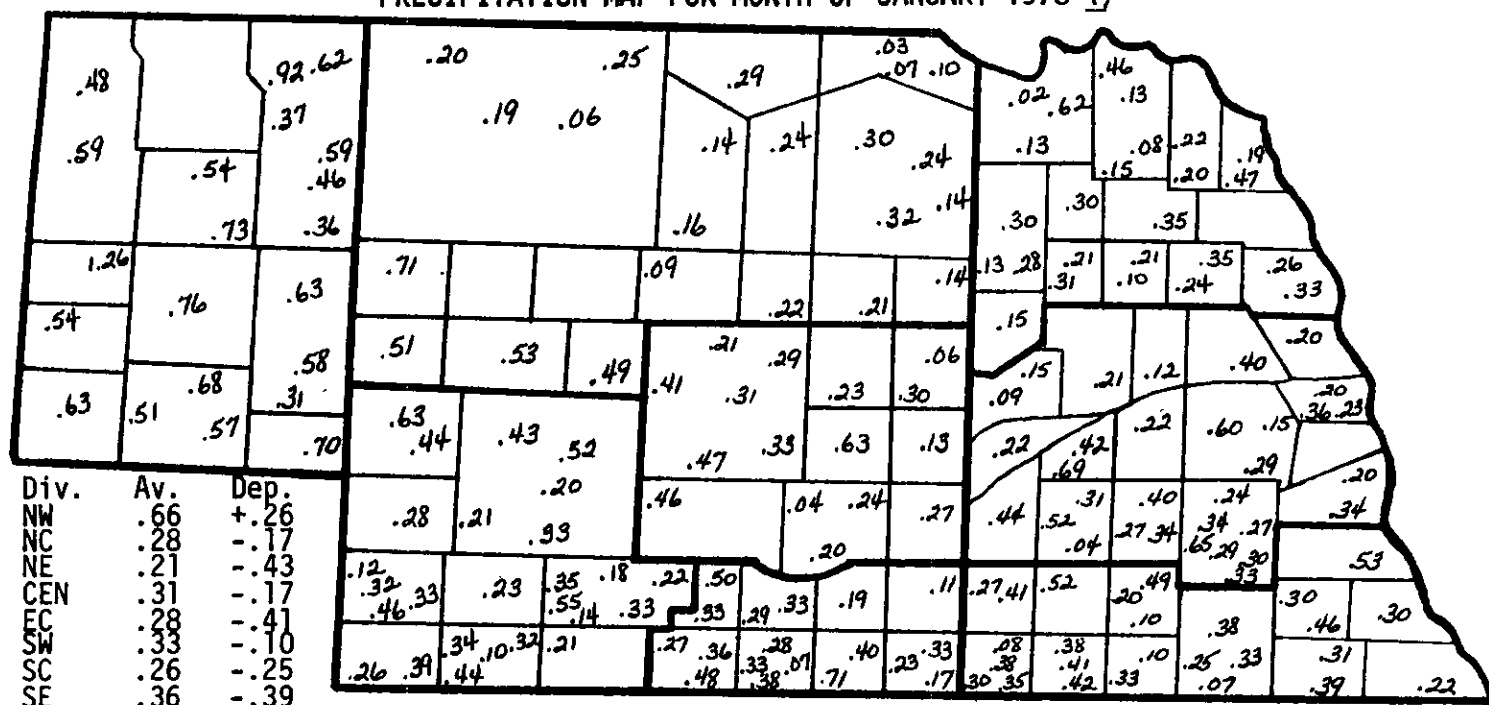 PRECIPITATION MAP FOR MONTH OF JANUARY 1978 1/
.03
.20 .25 .92 .62 .29 .07 .10 .46
.48 .02 .62 .13
.37 .19 .06
.59 .59 .14 .24 .30 .24 .13 .08 .22 .19
.54 .46 .15 .20 .47
.73 .36 .16 .32 .14 .30 .30 .35
1.26 .71 .09 .14 .13 .28 .21 .21 .35 .26
.76 .63 .22 .21 .31 .10 .24 .33
.54 .51 .53 .49 .21 .29 .06 .15 .20
.58 .15 .21 .12 .40
.63 .68 .31 .41 .31 .23 .30 .09 .20
.51 .57 .63 .43 .36 .23
.70 .44 .52 .47 .33 .63 .13 .22 .42 .22 .60 .15
.69 .29 .20
Div. Av. Dep. .20 .46 .04 .24 .31 .40 .24 .34
NW .66 +.26 .28 .21 .27 .44 .52 .27 .34 .34 .27
NC .28 -.17 .93 .20 .04 .65 .29 .30
NE .21 -.43 .12 .35 .18 .22 .50 .11 .33 .53
CEN .31 -.17 .32 .33 .23 .55 .33 .33 .19 .27 .41 .52 .49 .30
EC .28 -.41 .46 .14 .33 .29 .20 .10 .46 .30
SW .33 -.10 .34 .10 .32 .21 .27 .36 .28 .40 .33 .08 .38 .10 .38 .31
SC .26 -.25 .26 .39 .44 .48 .33 .07 .23 .38 .41 .25 .33
SE .36 -.39 .38 .71 .17 .30 .35 .42 .33 .07 .39 .22